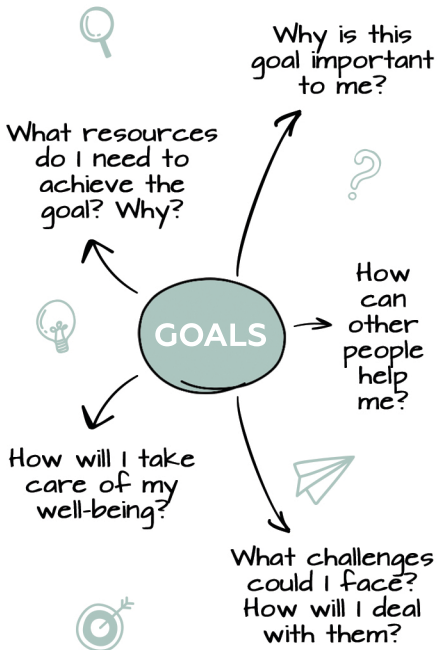 Why is this
goal important
to me?
What resources
do I need to
achieve the
goal? Why?
GOALS
How
can
other
people
help
me?
How will I take
care of my
well-being?
What challenges
could I face?
How will I deal
with them?